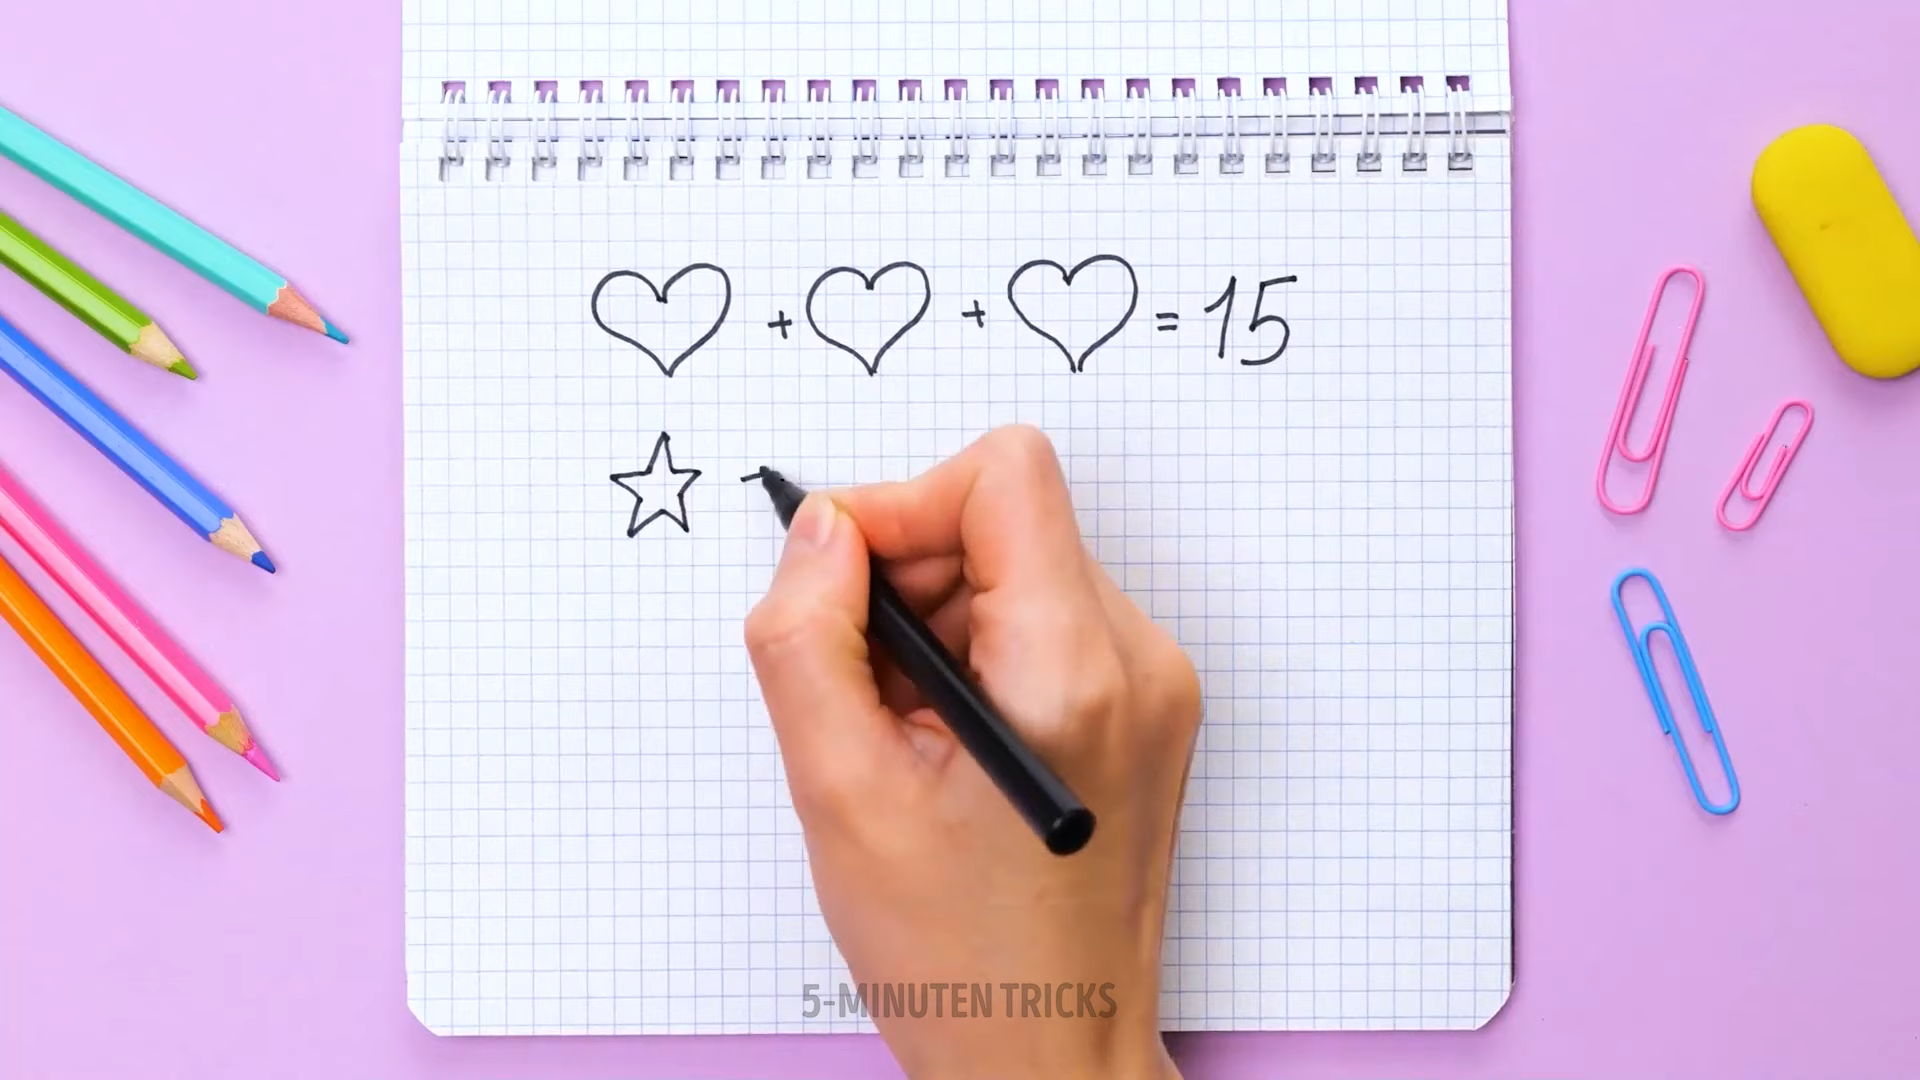 + + = 15
5-MINUTEN TRICKS